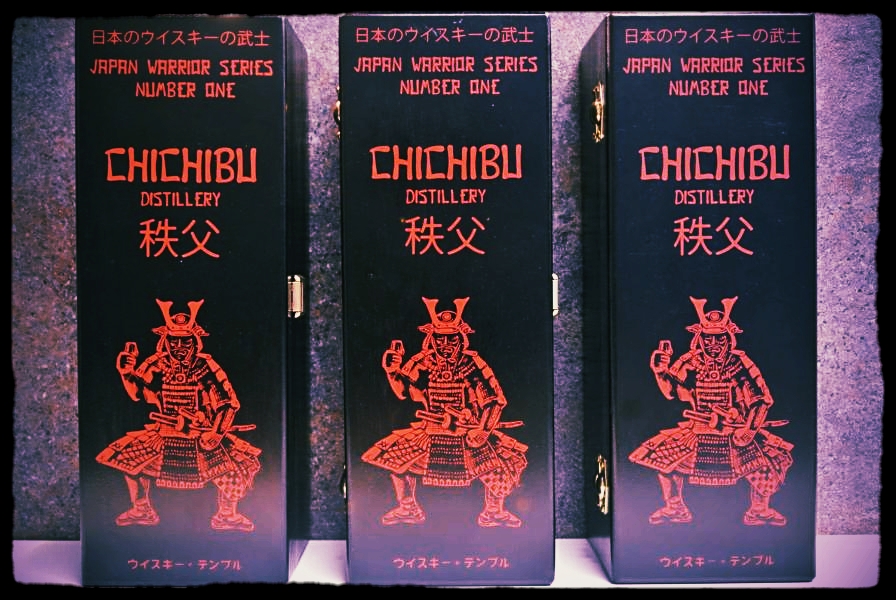 日本のウイスキーの武士
JAPAN WARRIOR SERIES
NUMBER ONE
CHICHIBU
DISTILLERY
秩父
ウイスキー・テンプル
日本のウイスキーの武士
JAPAN WARRIOR SERIES
NUMBER ONE
CHICHIBU
DISTILLERY
秩父
ウイスキー・テンプル
日本のウイスキーの武士
JAPAN WARRIOR SERIES
NUMBER ONE
CHICHIBU
DISTILLERY
秩父
ウイスキー・テンプル